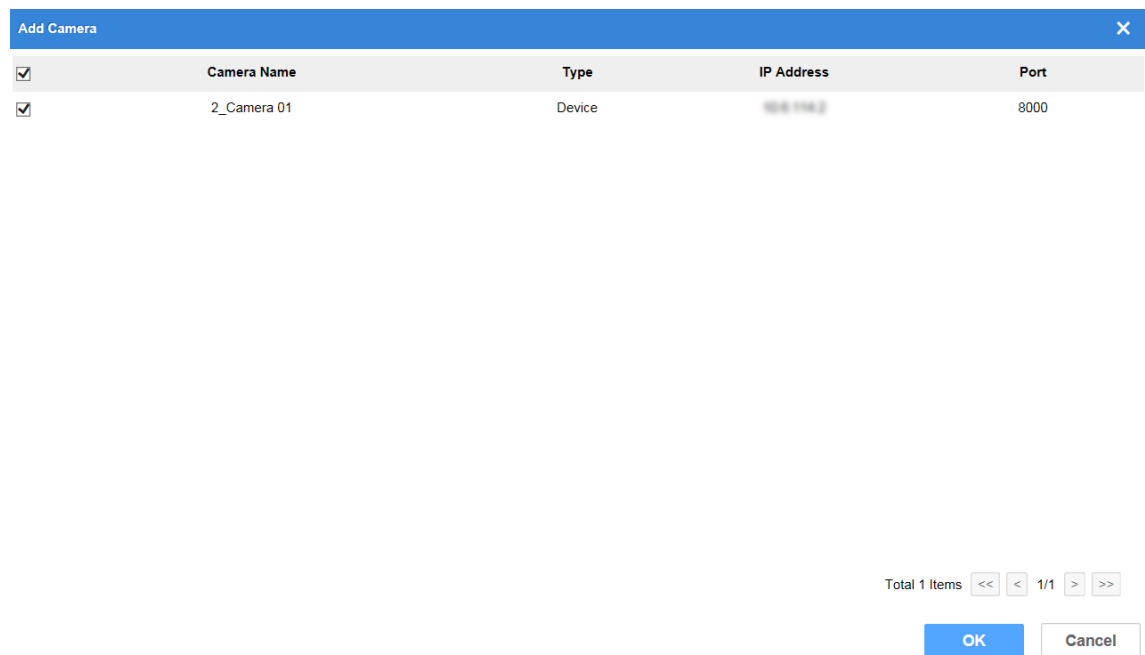 Add Camera
Camera Name Type IP Address Port
2_Camera 01 Device 8000
Total 1 Items << < 1/1 > >>
OK Cancel